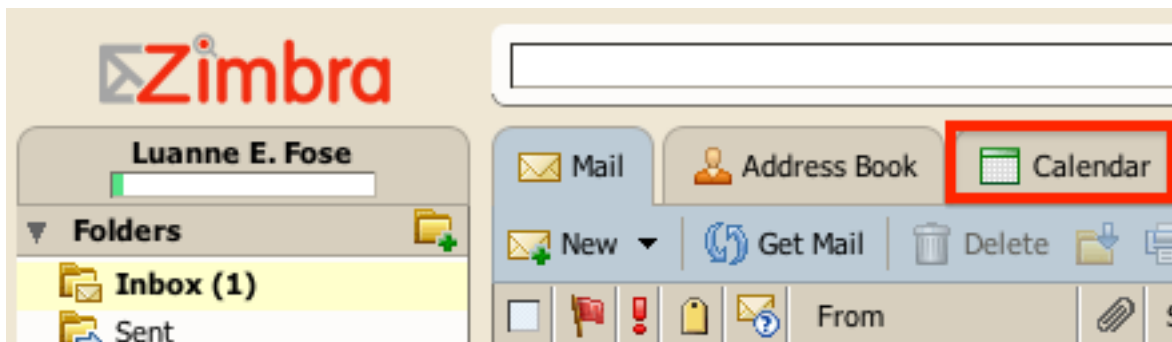 Zimbra
Luanne E. Fose
Mail Address Book Calendar
Folders
New Get Mail Delete
Inbox (1)
From
Sent